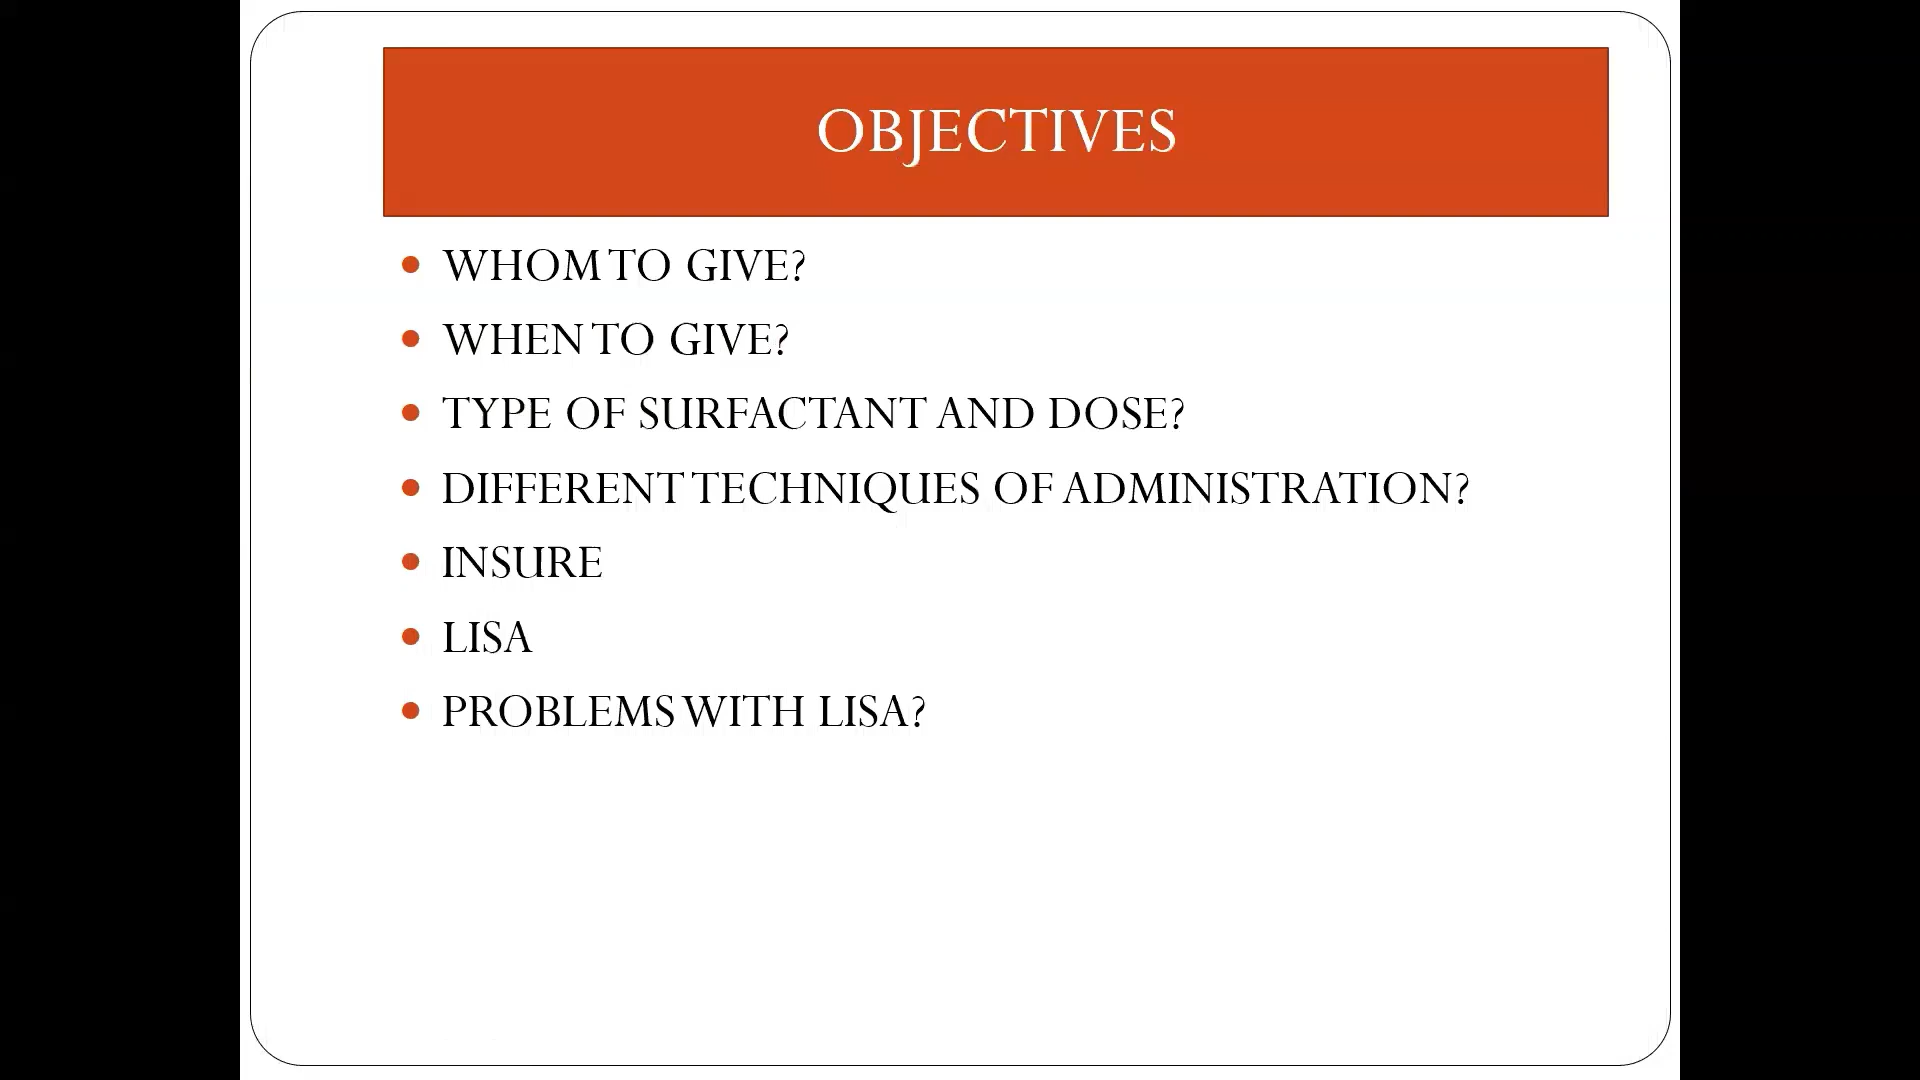 OBJECTIVES
WHOM TO GIVE?
WHEN TO GIVE?
TYPE OF SURFACTANT AND DOSE?
DIFFERENT TECHNIQUES OF ADMINISTRATION?
INSURE
LISA
PROBLEMS WITH LISA?